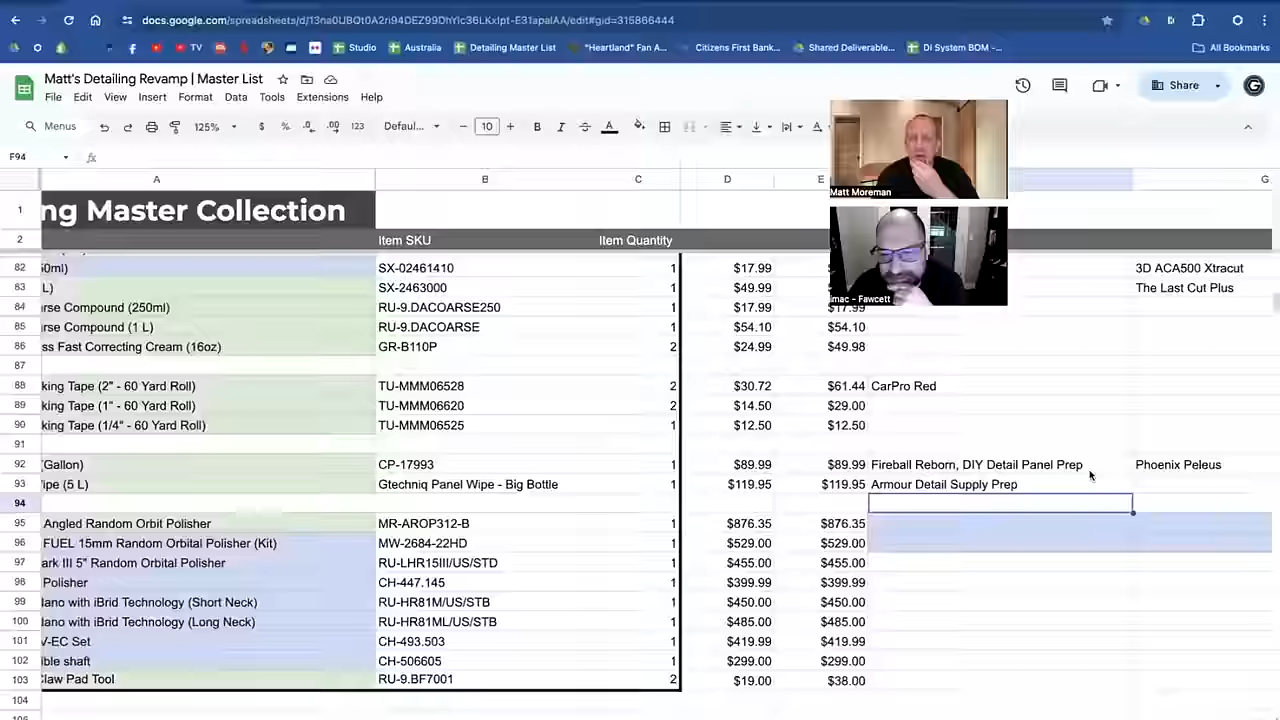 docs.google.com/spreadsheets/d/13na0UBQt0A2ri94DEZ99DhYlc36LKxIpt-E31apalAA/edit#gid=315866444
TV Studio Australia Detailing Master List "Heartland" Fan A... Citizens First Bank... Shared Deliverable... DI System BOM -... All Bookmarks
Matt's Detailing Revamp | Master List
File Edit View Insert Format Data Tools Extensions Help
Share
Menus 125% $ % .0 .00 123 Defaul... 10 B I A
F94 fx
A B C D E G
1 ng Master Collection
2 Item SKU Item Quantity
82 50ml) SX-02461410 1 $17.99 3D ACA500 Xtracut
83 L) SX-2463000 1 $49.99 The Last Cut Plus
84 rse Compound (250ml) RU-9.DACOARSE250 1 $17.99 $17.99
85 rse Compound (1 L) RU-9.DACOARSE 1 $54.10 $54.10
86 ss Fast Correcting Cream (16oz) GR-B110P 2 $24.99 $49.98
87
88 king Tape (2" - 60 Yard Roll) TU-MMM06528 2 $30.72 $61.44 CarPro Red
89 king Tape (1" - 60 Yard Roll) TU-MMM06620 2 $14.50 $29.00
90 king Tape (1/4" - 60 Yard Roll) TU-MMM06525 1 $12.50 $12.50
91
92 (Gallon) CP-17993 1 $89.99 $89.99 Fireball Reborn, DIY Detail Panel Prep Phoenix Peleus
93 ipe (5 L) Gtechniq Panel Wipe - Big Bottle 1 $119.95 $119.95 Armour Detail Supply Prep
94
95 Angled Random Orbit Polisher MR-AROP312-B 1 $876.35 $876.35
96 FUEL 15mm Random Orbital Polisher (Kit) MW-2684-22HD 1 $529.00 $529.00
97 ark III 5" Random Orbital Polisher RU-LHR15III/US/STD 1 $455.00 $455.00
98 Polisher CH-447.145 1 $399.99 $399.99
99 ano with iBrid Technology (Short Neck) RU-HR81M/US/STB 1 $450.00 $450.00
100 ano with iBrid Technology (Long Neck) RU-HR81ML/US/STB 1 $485.00 $485.00
101 V-EC Set CH-493.503 1 $419.99 $419.99
102 ible shaft CH-506605 1 $299.00 $299.00
103 Claw Pad Tool RU-9.BF7001 2 $19.00 $38.00
104
Matt Moreman
imac - Fawcett